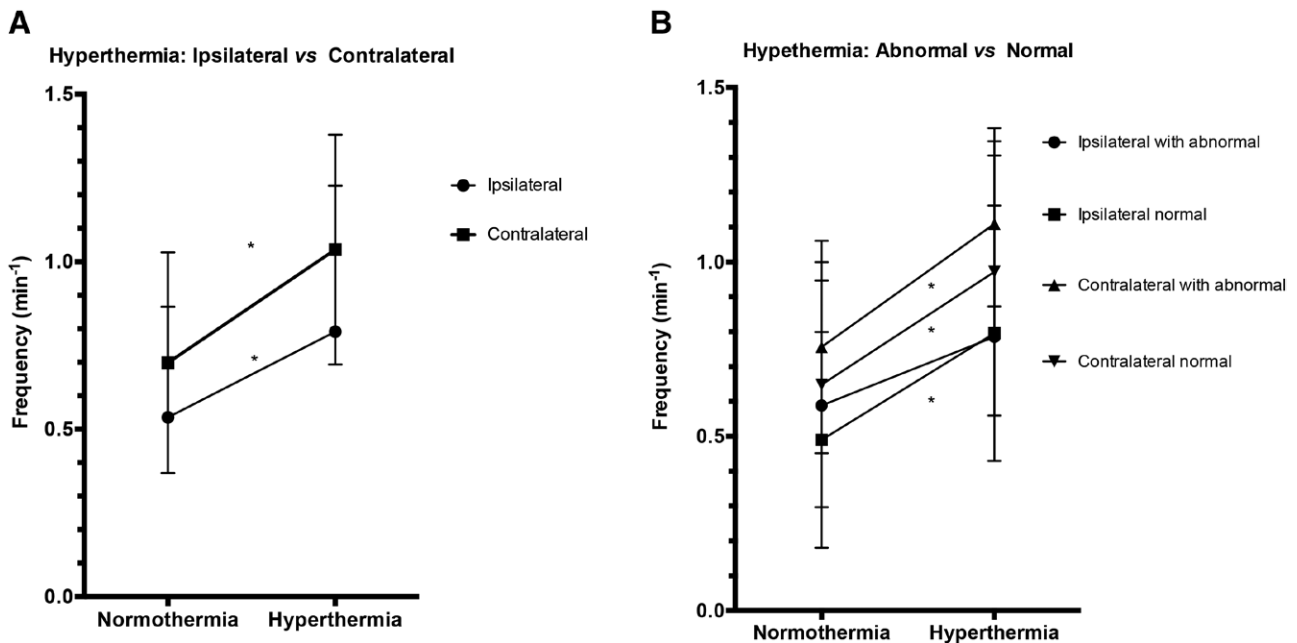 A
Hyperthermia: Ipsilateral vs Contralateral
1.5
1.0
0.5
0.0
Frequency (min⁻¹)
Normothermia
Hyperthermia
*
*
Ipsilateral
Contralateral
B
Hypethermia: Abnormal vs Normal
1.5
1.0
0.5
0.0
Frequency (min⁻¹)
Normothermia
Hyperthermia
*
*
*
Ipsilateral with abnormal
Ipsilateral normal
Contralateral with abnormal
Contralateral normal